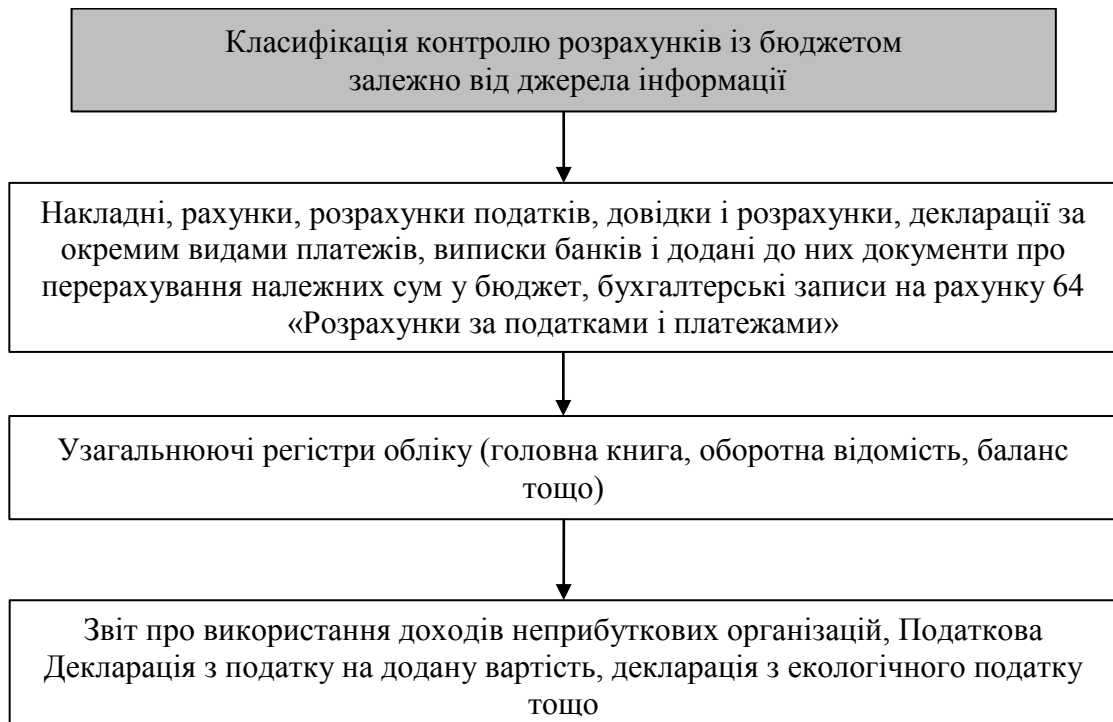 Класифікація контролю розрахунків із бюджетом
залежно від джерела інформації
Накладні, рахунки, розрахунки податків, довідки і розрахунки, декларації за
окремим видами платежів, виписки банків і додані до них документи про
перерахування належних сум у бюджет, бухгалтерські записи на рахунку 64
«Розрахунки за податками і платежами»
Узагальнюючі регістри обліку (головна книга, оборотна відомість, баланс
тощо)
Звіт про використання доходів неприбуткових організацій, Податкова
Декларація з податку на додану вартість, декларація з екологічного податку
тощо